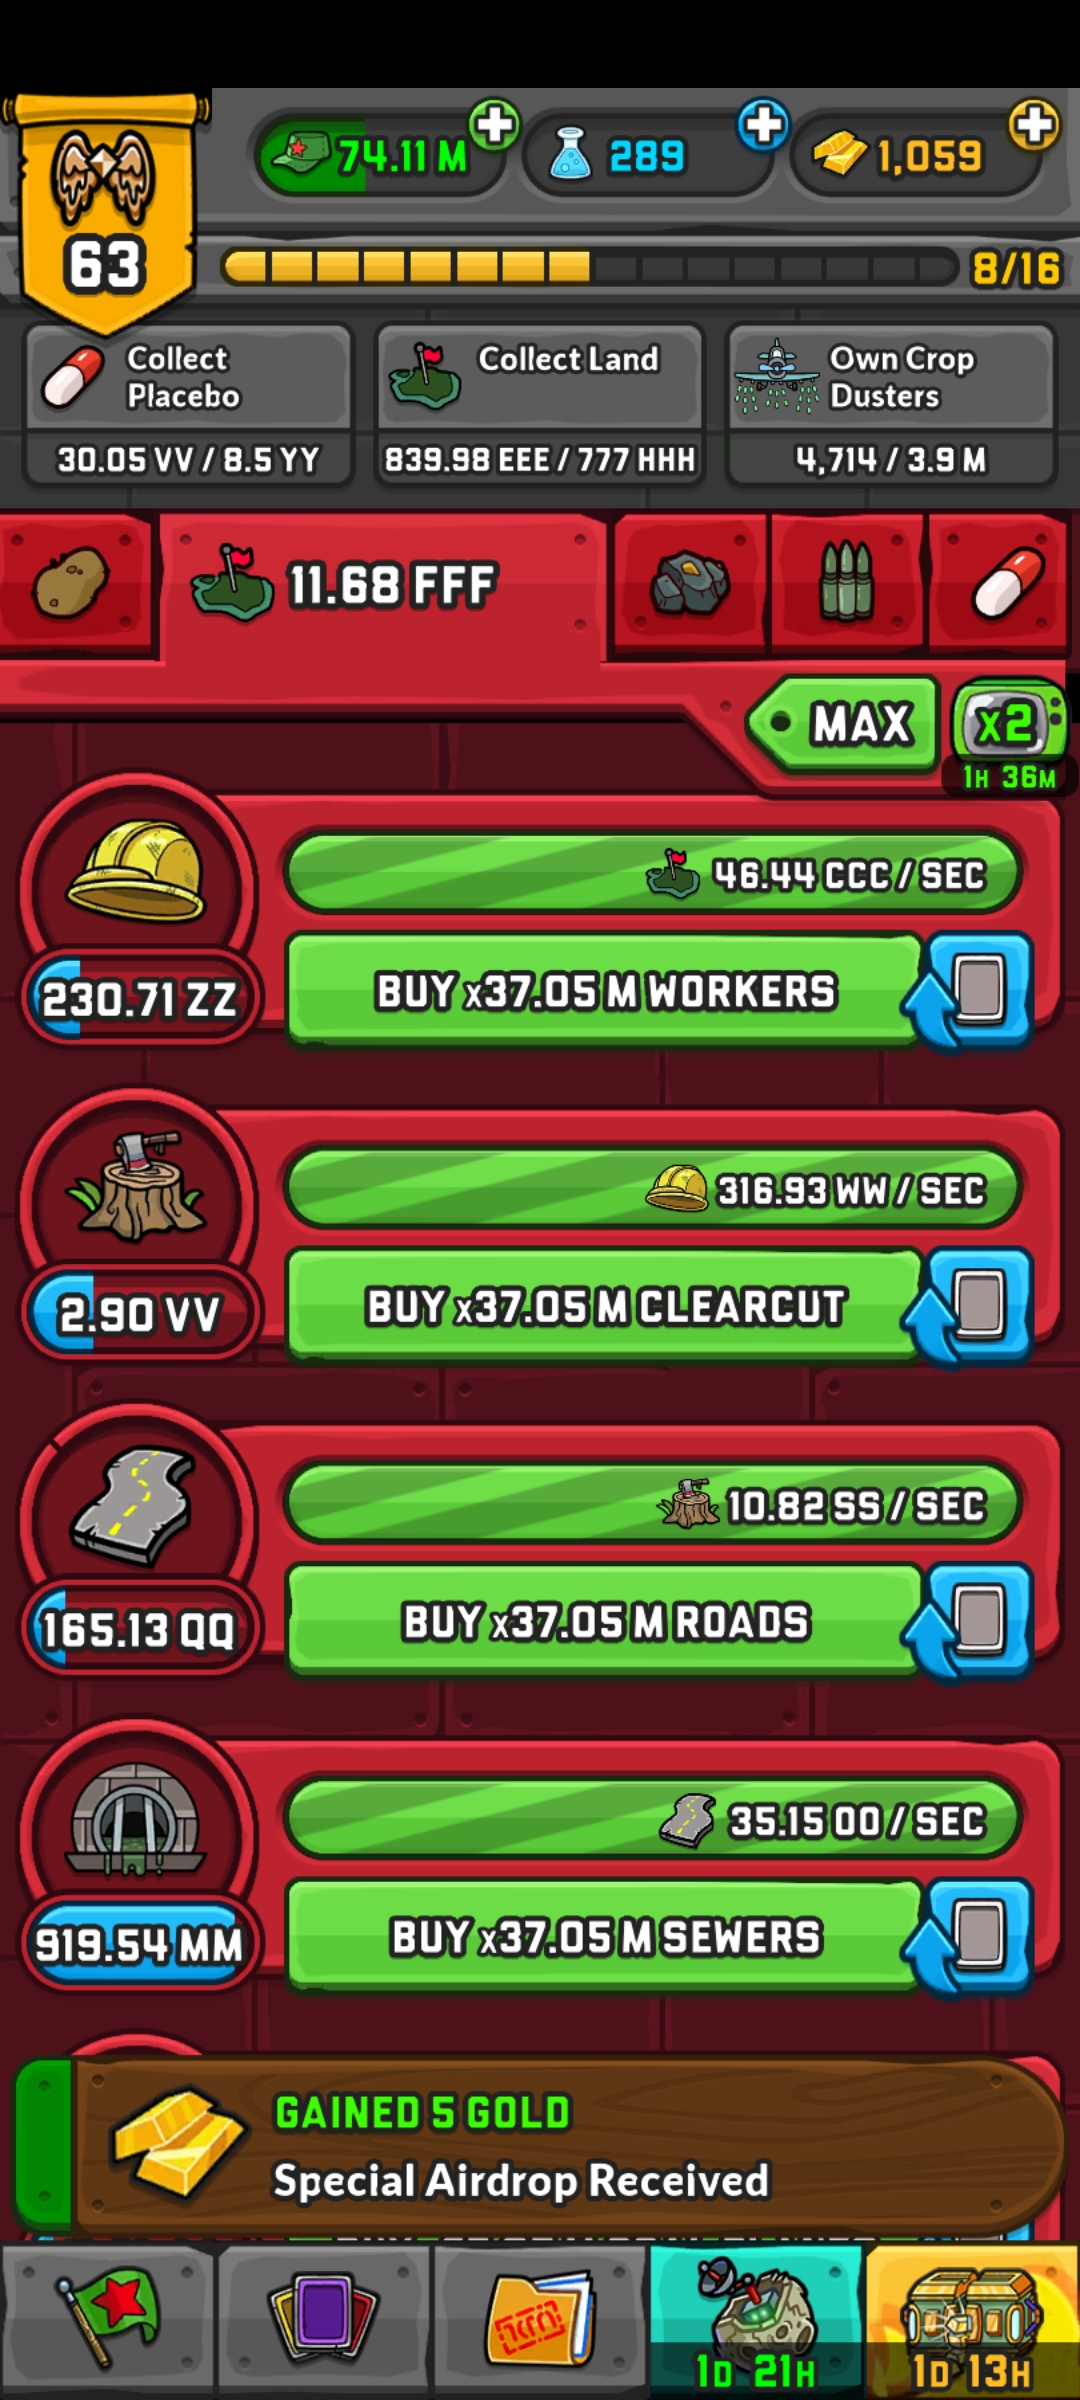 74.11 M
289
1,059
63
8/16
Collect
Placebo
30.05 VV / 8.5 YY
Collect Land
839.98 EEE / 777 HHH
Own Crop
Dusters
4,714 / 3.9 M
11.68 FFF
MAX
x2
1H 36M
46.44 CCC / SEC
230.71 ZZ
BUY x37.05 M WORKERS
316.93 WW / SEC
2.90 VV
BUY x37.05 M CLEARCUT
10.82 SS / SEC
165.13 QQ
BUY x37.05 M ROADS
35.15 OO / SEC
919.54 MM
BUY x37.05 M SEWERS
GAINED 5 GOLD
Special Airdrop Received
1D 21H
1D 13H